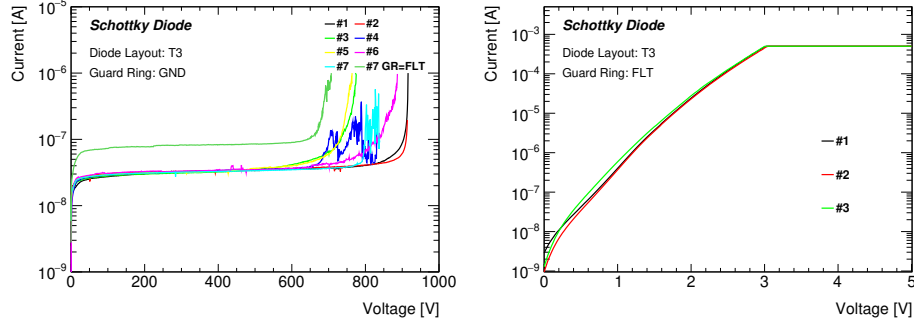 Current [A]
Schottky Diode
Diode Layout: T3
Guard Ring: GND
#1 #2
#3 #4
#5 #6
#7 #7 GR=FLT
10⁻⁵
10⁻⁶
10⁻⁷
10⁻⁸
10⁻⁹
0 200 400 600 800 1000
Voltage [V]
Current [A]
Schottky Diode
Diode Layout: T3
Guard Ring: FLT
#1
#2
#3
10⁻³
10⁻⁴
10⁻⁵
10⁻⁶
10⁻⁷
10⁻⁸
10⁻⁹
0 1 2 3 4 5
Voltage [V]